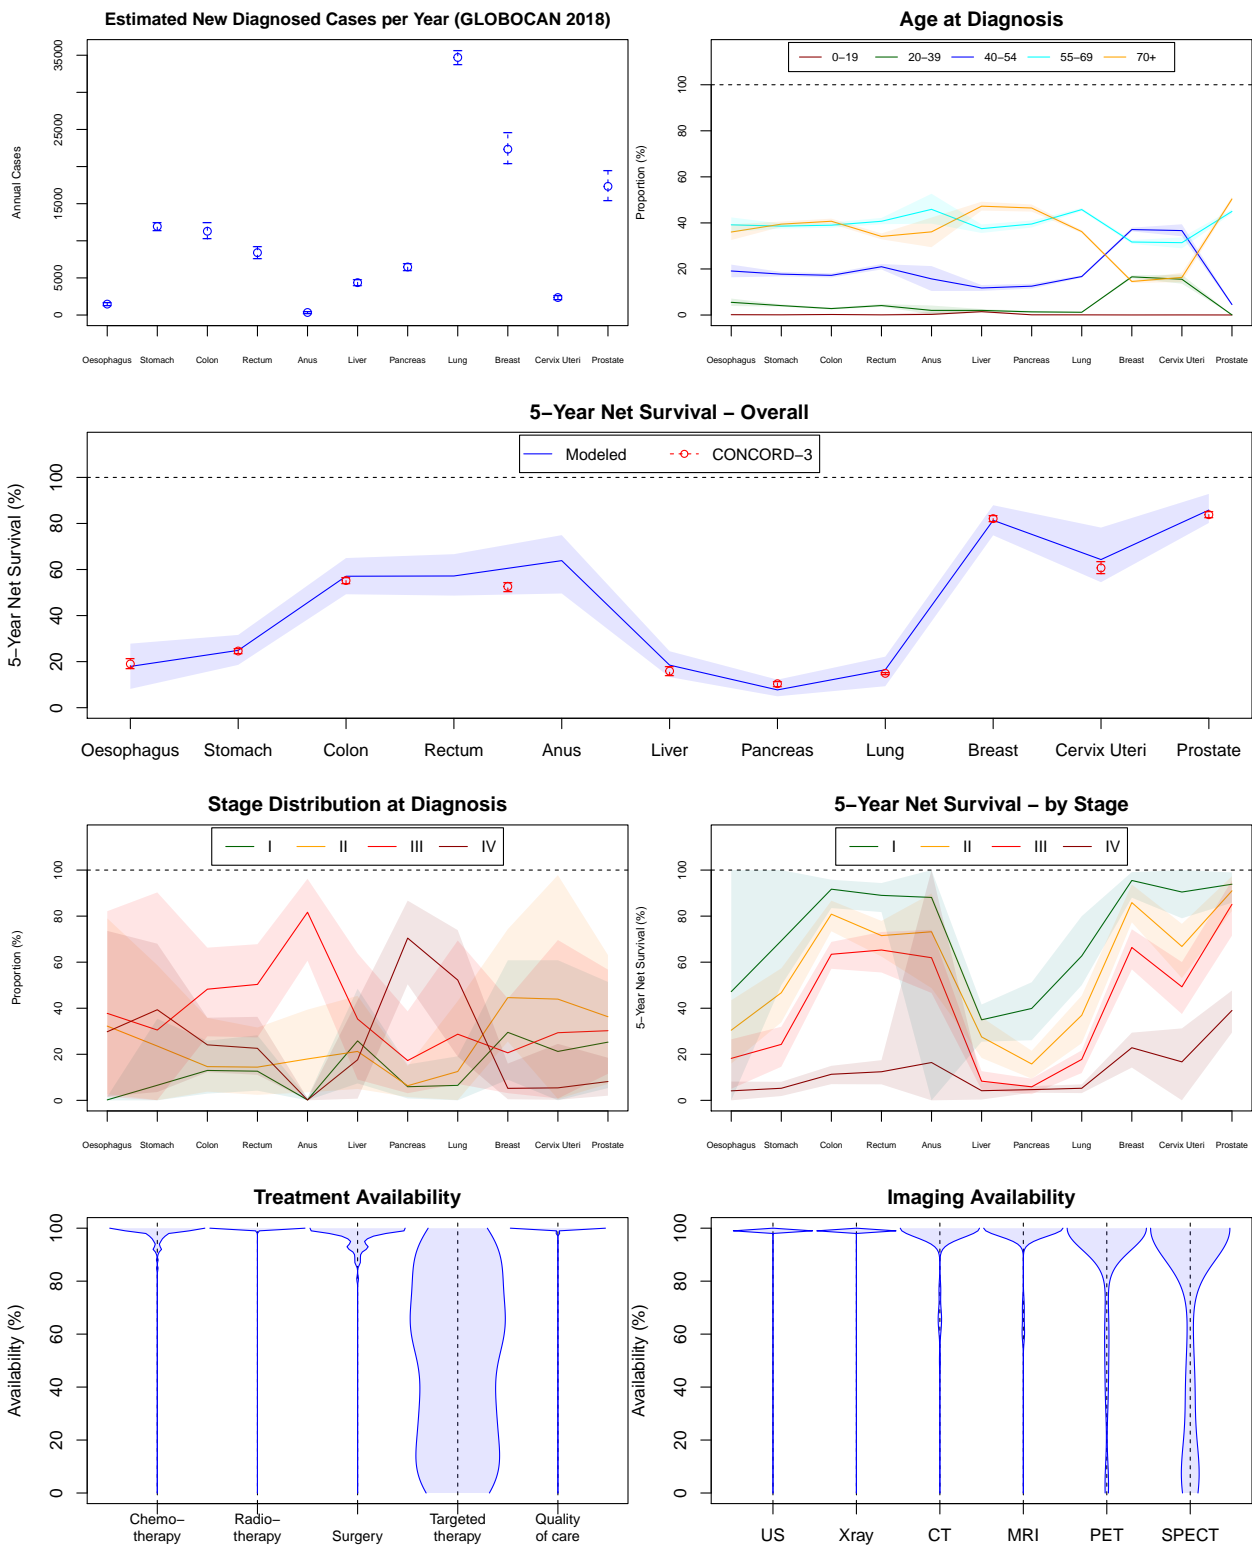 Estimated New Diagnosed Cases per Year (GLOBOCAN 2018)
Annual Cases
0 5000 15000 25000 35000
Oesophagus Stomach Colon Rectum Anus Liver Pancreas Lung Breast Cervix Uteri Prostate
Age at Diagnosis
0−19 20−39 40−54 55−69 70+
Proportion (%)
0 20 40 60 80 100
Oesophagus Stomach Colon Rectum Anus Liver Pancreas Lung Breast Cervix Uteri Prostate
5−Year Net Survival − Overall
Modeled CONCORD−3
5−Year Net Survival (%)
0 20 40 60 80 100
Oesophagus Stomach Colon Rectum Anus Liver Pancreas Lung Breast Cervix Uteri Prostate
Stage Distribution at Diagnosis
I II III IV
Proportion (%)
0 20 40 60 80 100
Oesophagus Stomach Colon Rectum Anus Liver Pancreas Lung Breast Cervix Uteri Prostate
5−Year Net Survival − by Stage
I II III IV
5−Year Net Survival (%)
0 20 40 60 80 100
Oesophagus Stomach Colon Rectum Anus Liver Pancreas Lung Breast Cervix Uteri Prostate
Treatment Availability
Availability (%)
0 20 40 60 80 100
Chemo− Radio− Targeted Quality
therapy therapy Surgery therapy of care
Imaging Availability
Availability (%)
0 20 40 60 80 100
US Xray CT MRI PET SPECT